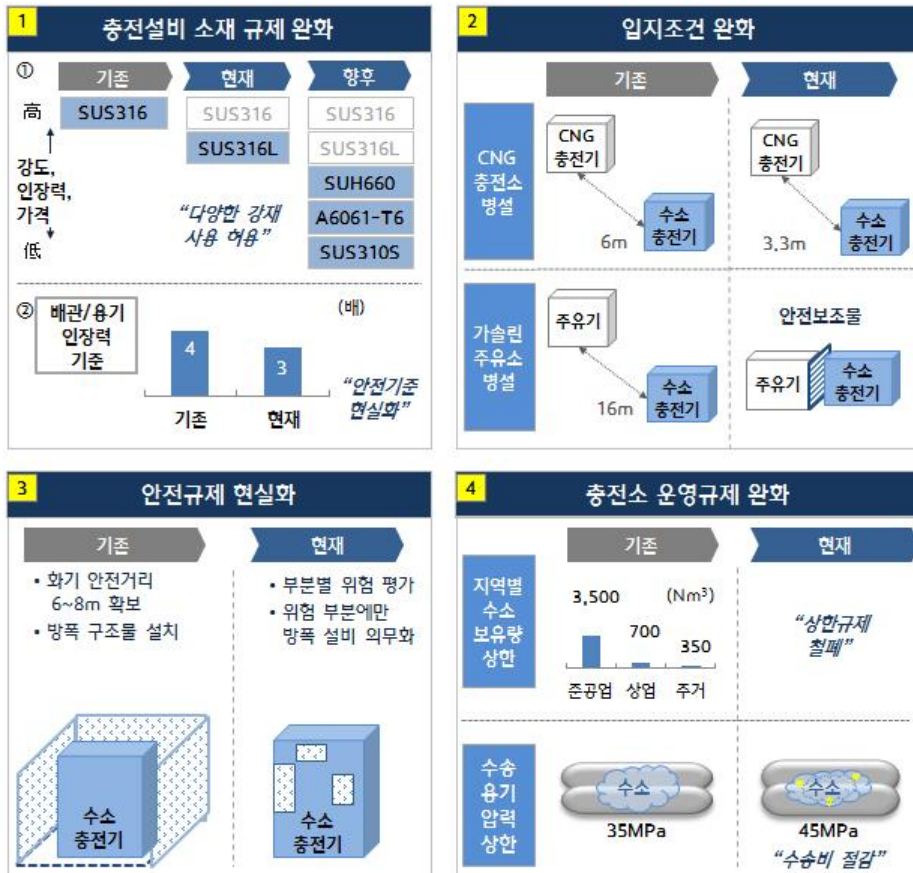 1
충전설비 소재 규제 완화
①
기존
현재
향후
高
강도,
인장력,
가격
低
SUS316
SUS316
SUS316L
"다양한 강재
사용 허용"
SUS316
SUS316L
SUH660
A6061-T6
SUS310S
②
배관/용기
인장력
기준
(배)
4
3
기존
현재
"안전기준
현실화"
2
입지조건 완화
기존
현재
CNG
충전소
병설
CNG
충전기
수소
충전기
6m
CNG
충전기
수소
충전기
3.3m
가솔린
주유소
병설
주유기
수소
충전기
16m
안전보조물
주유기
수소
충전기
3
안전규제 현실화
기존
현재
• 화기 안전거리
6~8m 확보
• 방폭 구조물 설치
• 부분별 위험 평가
• 위험 부분에만
방폭 설비 의무화
수소
충전기
수소
충전기
4
충전소 운영규제 완화
기존
현재
지역별
수소
보유량
상한
(Nm³)
3,500
700
350
준공업
상업
주거
"상한규제
철폐"
수송
용기
압력
상한
수소
35MPa
수소
45MPa
"수송비 절감"